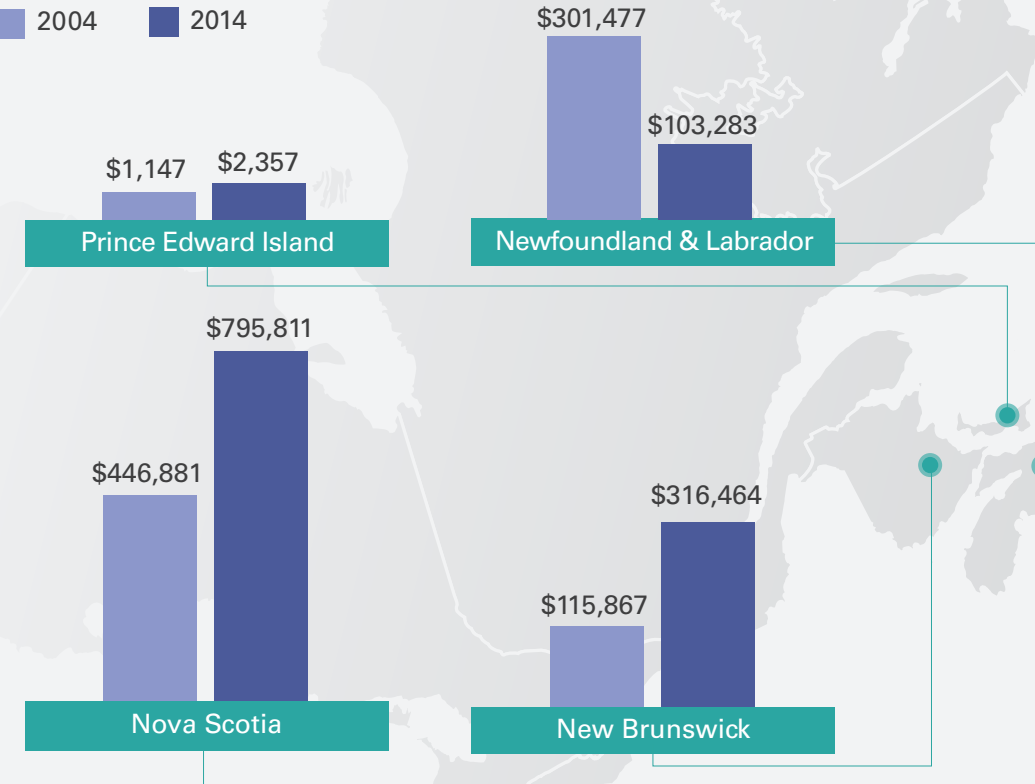 2004 2014
$1,147 $2,357
Prince Edward Island
$301,477
$103,283
Newfoundland & Labrador
$795,811
$446,881
Nova Scotia
$316,464
$115,867
New Brunswick